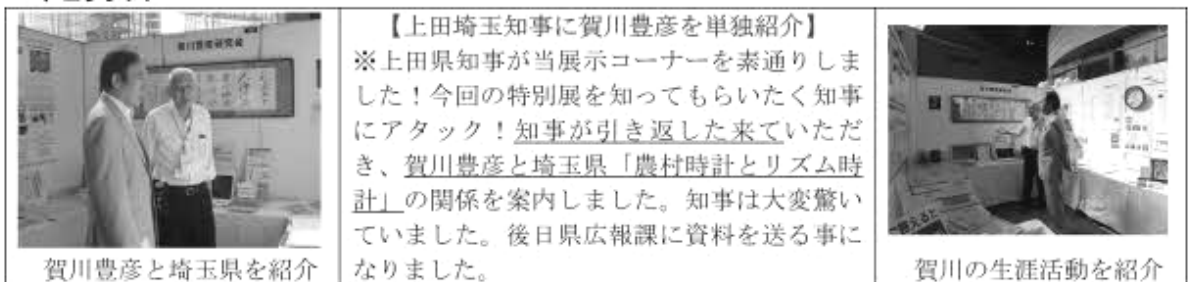 賀川豊彦研究会
賀川豊彦と埼玉県を紹介
【上田埼玉知事に賀川豊彦を単独紹介】
※上田県知事が当展示コーナーを素通りしま
した！今回の特別展を知ってもらいたく知事
にアタック！知事が引き返した来ていただ
き、賀川豊彦と埼玉県「農村時計とリズム時
計」の関係を案内しました。知事は大変驚い
ていました。後日県広報課に資料を送る事に
なりました。
賀川の生涯活動を紹介